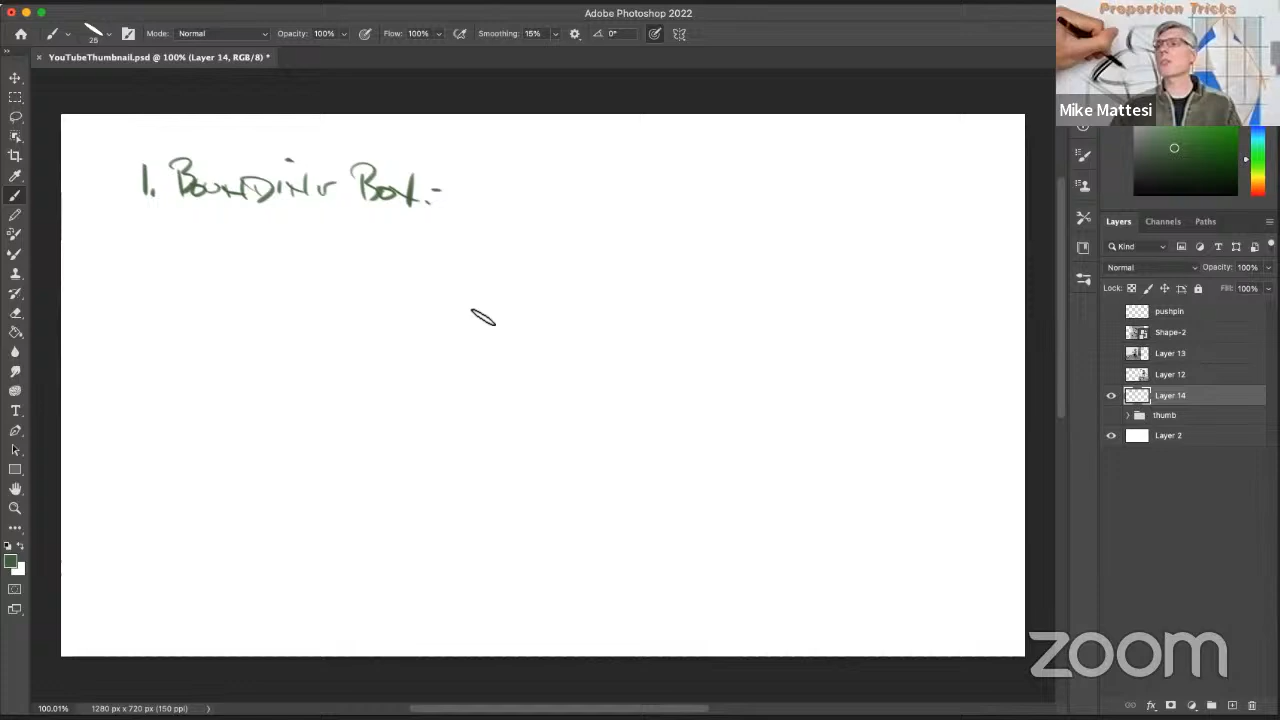 Adobe Photoshop 2022
Proportion Tricks
25
Mode: Normal
Opacity: 100%
Flow: 100%
Smoothing: 15%
0°
YouTubeThumbnail.psd @ 100% (Layer 14, RGB/8) *
Mike Mattesi
1. BOUNDING BOX:-
Layers Channels Paths
Kind
Normal Opacity: 100%
Lock: Fill: 100%
pushpin
Shape-2
Layer 13
Layer 12
Layer 14
thumb
Layer 2
zoom
100.01% 1280 px x 720 px (150 ppi)